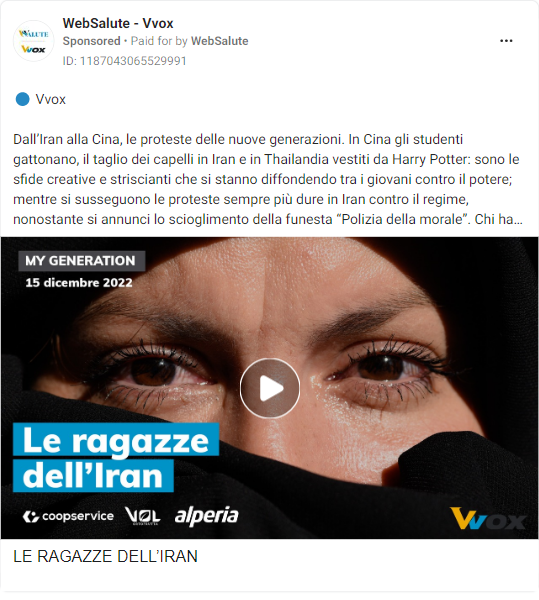 WebSalute - Vvox
Sponsored • Paid for by WebSalute
ID: 1187043065529991
Vvox
Dall’Iran alla Cina, le proteste delle nuove generazioni. In Cina gli studenti
gattonano, il taglio dei capelli in Iran e in Thailandia vestiti da Harry Potter: sono le
sfide creative e striscianti che si stanno diffondendo tra i giovani contro il potere;
mentre si susseguono le proteste sempre più dure in Iran contro il regime,
nonostante si annunci lo scioglimento della funesta “Polizia della morale”. Chi ha...
MY GENERATION
15 dicembre 2022
Le ragazze
dell’Iran
coopservice VOL alperia
Vvox
LE RAGAZZE DELL’IRAN